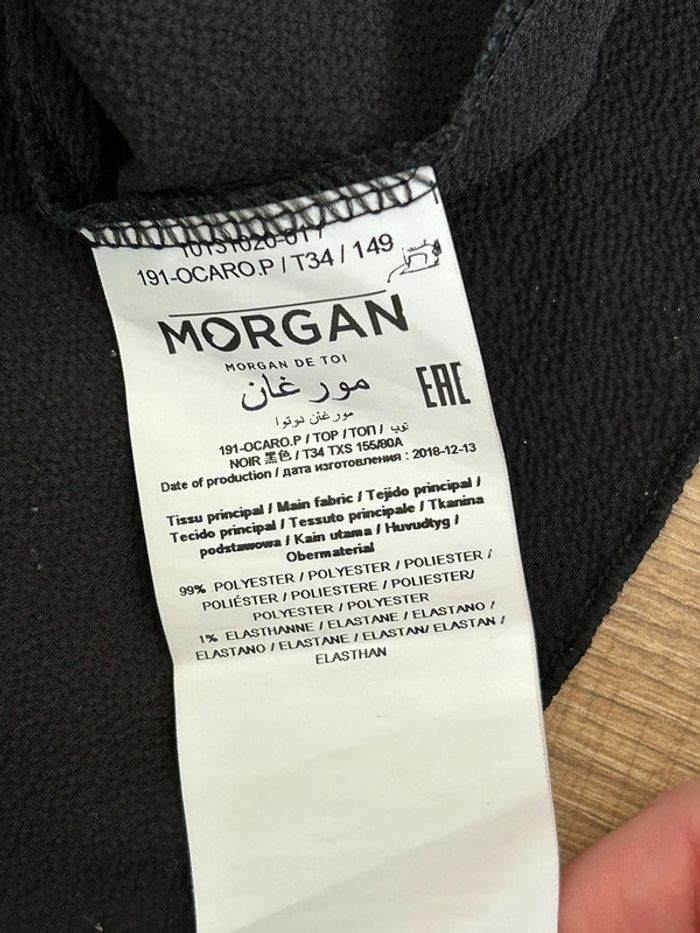 10131020-017
191-OCARO.P / T34 / 149
MORGAN
MORGAN DE TOI
مورغان
مورغان دوتوا
EAC
191-OCARO.P / TOP / ТОП / توب
NOIR 黑色 / T34 TXS 155/80A
Date of production / дата изготовления : 2018-12-13
Tissu principal / Main fabric / Tejido principal /
Tecido principal / Tessuto principale / Tkanina
podstawowa / Kain utama / Huvudtyg /
Obermaterial
99% POLYESTER / POLYESTER / POLIESTER /
POLIÉSTER / POLIESTERE / POLIESTER/
POLYESTER / POLYESTER
1% ELASTHANNE / ELASTANE / ELASTANO /
ELASTANO / ELASTANE / ELASTAN/ ELASTAN /
ELASTHAN